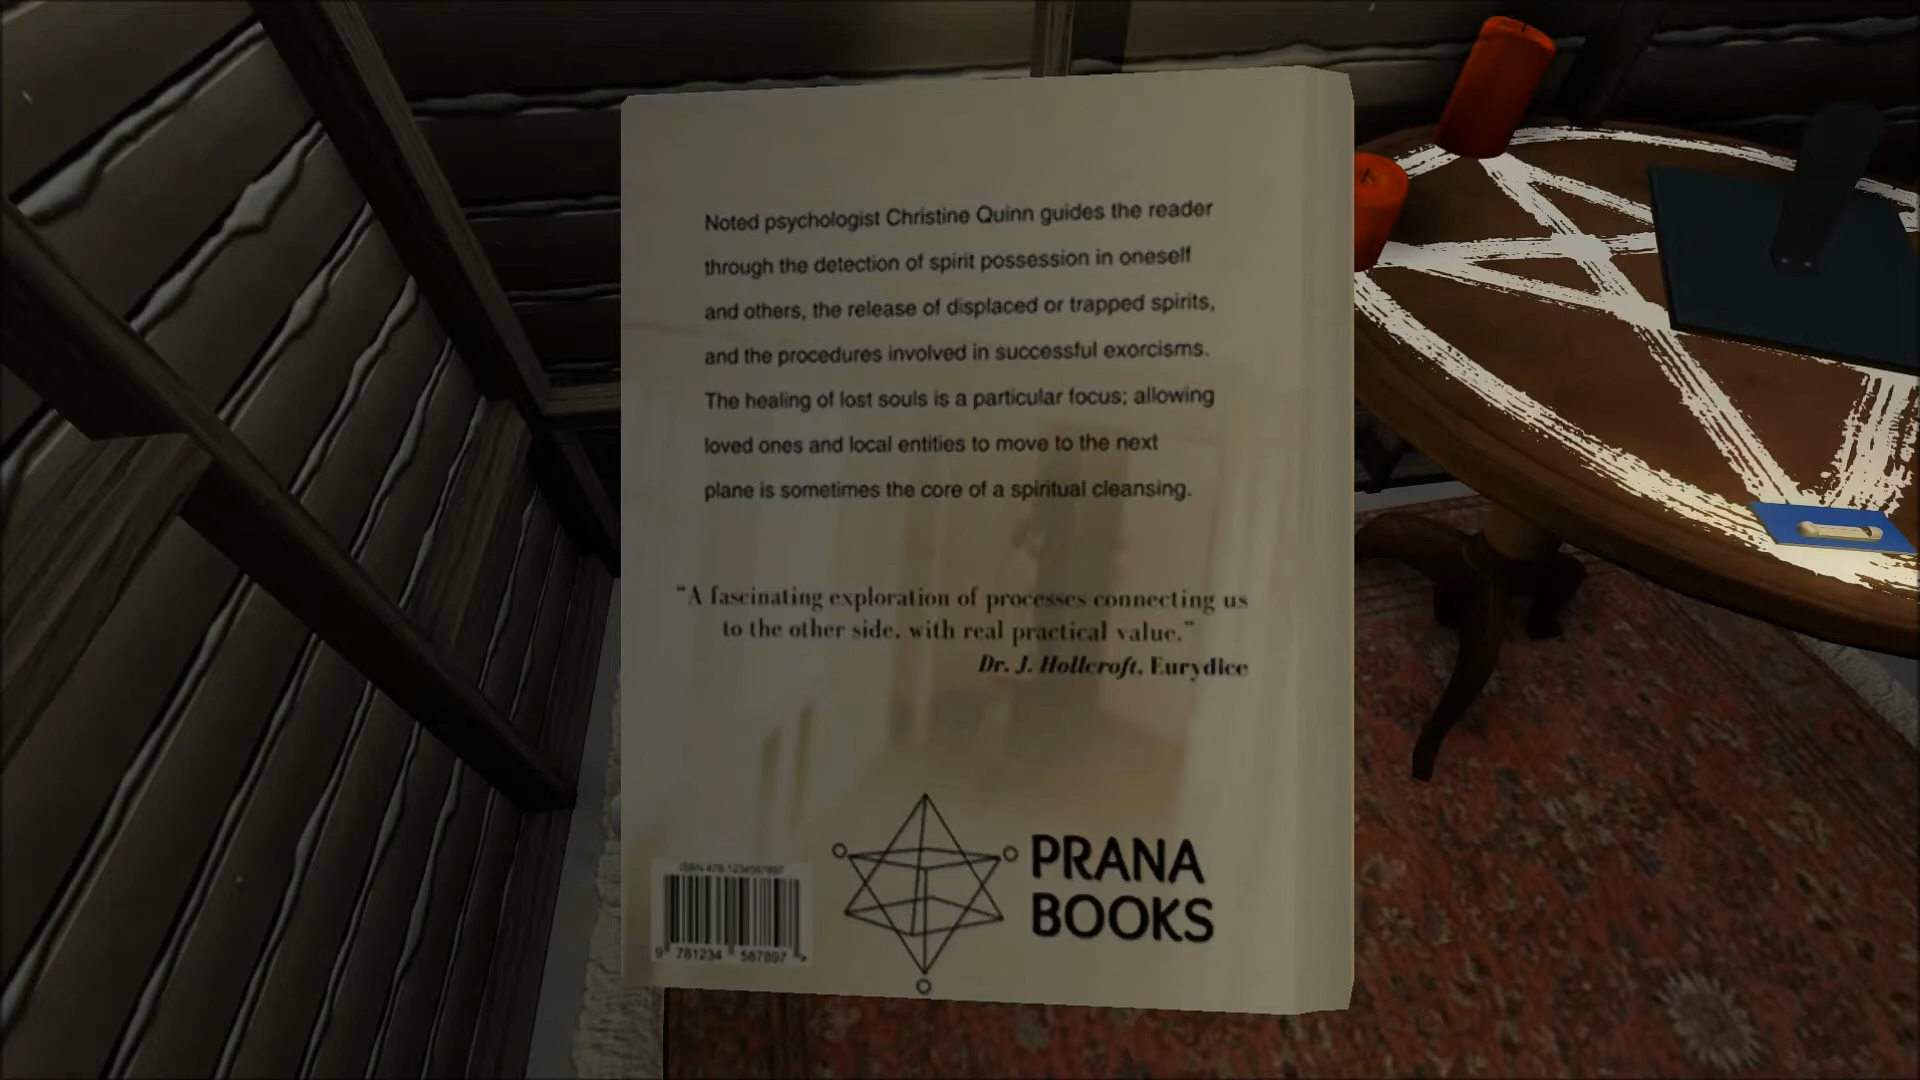 Noted psychologist Christine Quinn guides the reader
through the detection of spirit possession in oneself
and others, the release of displaced or trapped spirits,
and the procedures involved in successful exorcisms.
The healing of lost souls is a particular focus; allowing
loved ones and local entities to move to the next
plane is sometimes the core of a spiritual cleansing.
"A fascinating exploration of processes connecting us
to the other side, with real practical value."
Dr. J. Hollcroft, Eurydice
PRANA
BOOKS
9 781234 567897 >